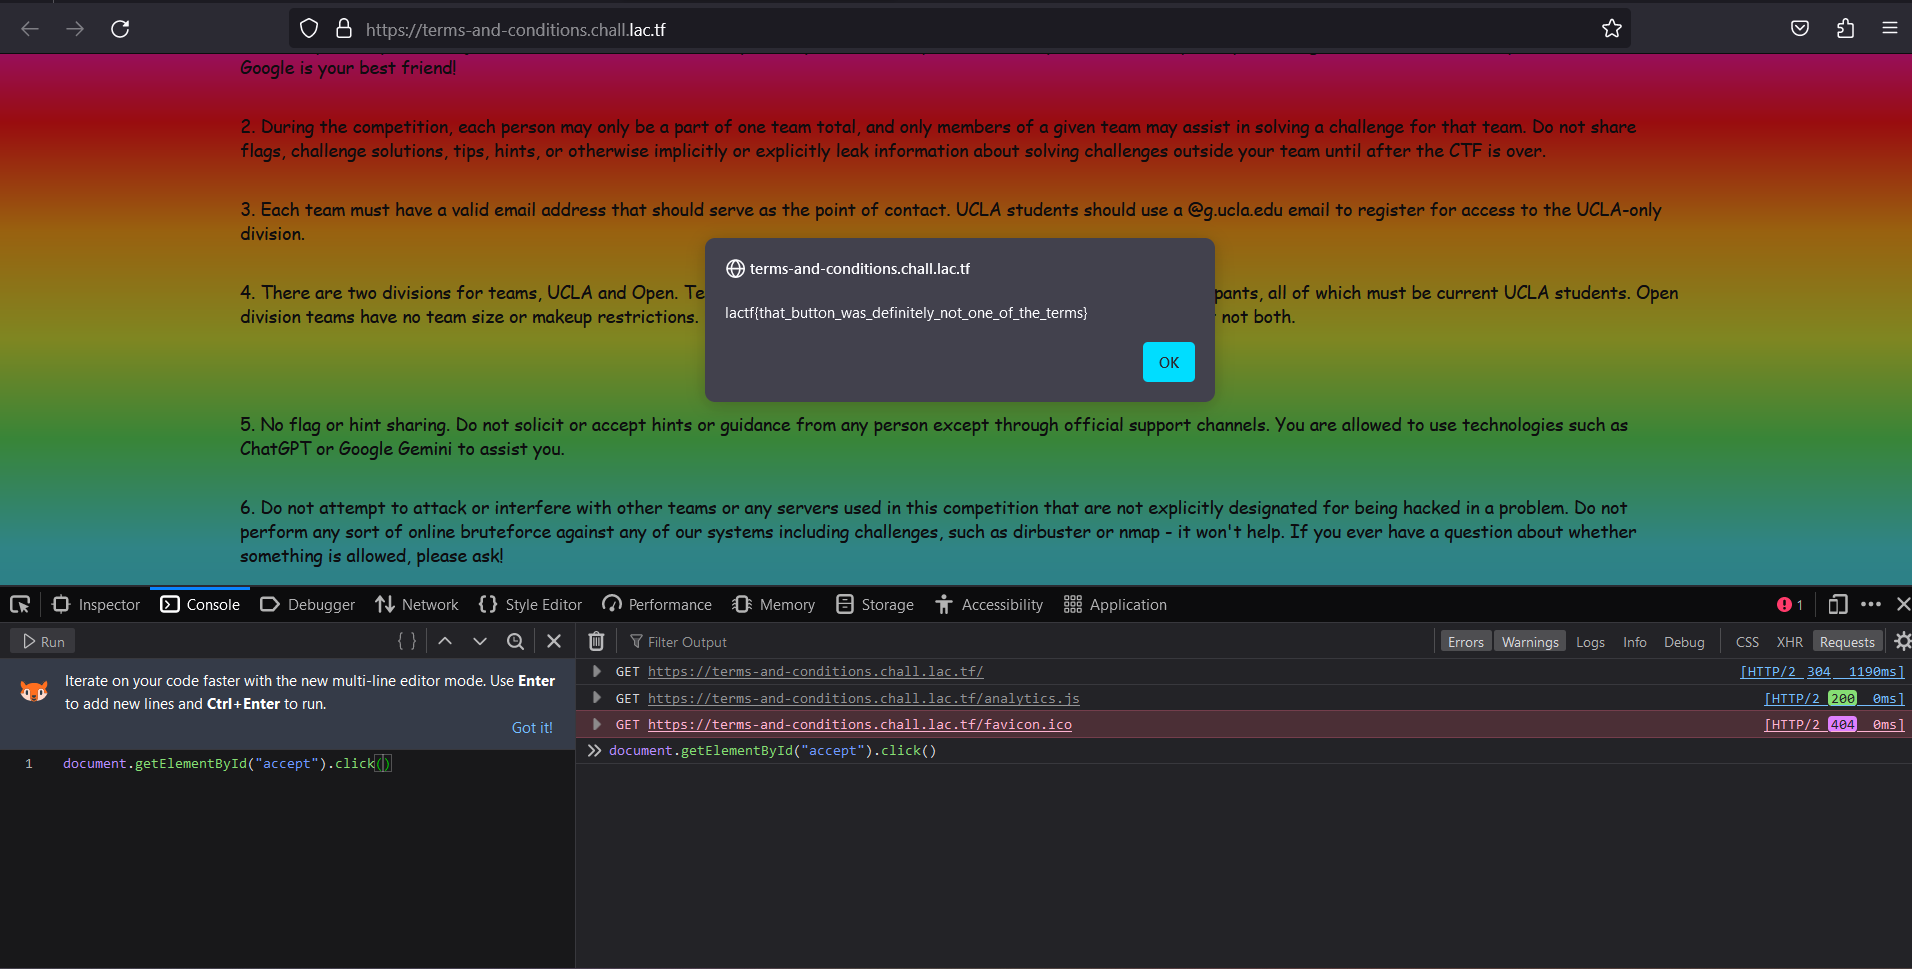 https://terms-and-conditions.chall.lac.tf
Google is your best friend!
2. During the competition, each person may only be a part of one team total, and only members of a given team may assist in solving a challenge for that team. Do not share
flags, challenge solutions, tips, hints, or otherwise implicitly or explicitly leak information about solving challenges outside your team until after the CTF is over.
3. Each team must have a valid email address that should serve as the point of contact. UCLA students should use a @g.ucla.edu email to register for access to the UCLA-only
division.
4. There are two divisions for teams, UCLA and Open. Te pants, all of which must be current UCLA students. Open
division teams have no team size or makeup restrictions. not both.
terms-and-conditions.chall.lac.tf
lactf{that_button_was_definitely_not_one_of_the_terms}
OK
5. No flag or hint sharing. Do not solicit or accept hints or guidance from any person except through official support channels. You are allowed to use technologies such as
ChatGPT or Google Gemini to assist you.
6. Do not attempt to attack or interfere with other teams or any servers used in this competition that are not explicitly designated for being hacked in a problem. Do not
perform any sort of online bruteforce against any of our systems including challenges, such as dirbuster or nmap - it won't help. If you ever have a question about whether
something is allowed, please ask!
Inspector Console Debugger Network Style Editor Performance Memory Storage Accessibility Application 1
Run Filter Output Errors Warnings Logs Info Debug CSS XHR Requests
Iterate on your code faster with the new multi-line editor mode. Use Enter
to add new lines and Ctrl+Enter to run.
Got it!
1 document.getElementById("accept").click()
GET https://terms-and-conditions.chall.lac.tf/ [HTTP/2 304 1190ms]
GET https://terms-and-conditions.chall.lac.tf/analytics.js [HTTP/2 200 0ms]
GET https://terms-and-conditions.chall.lac.tf/favicon.ico [HTTP/2 404 0ms]
document.getElementById("accept").click()